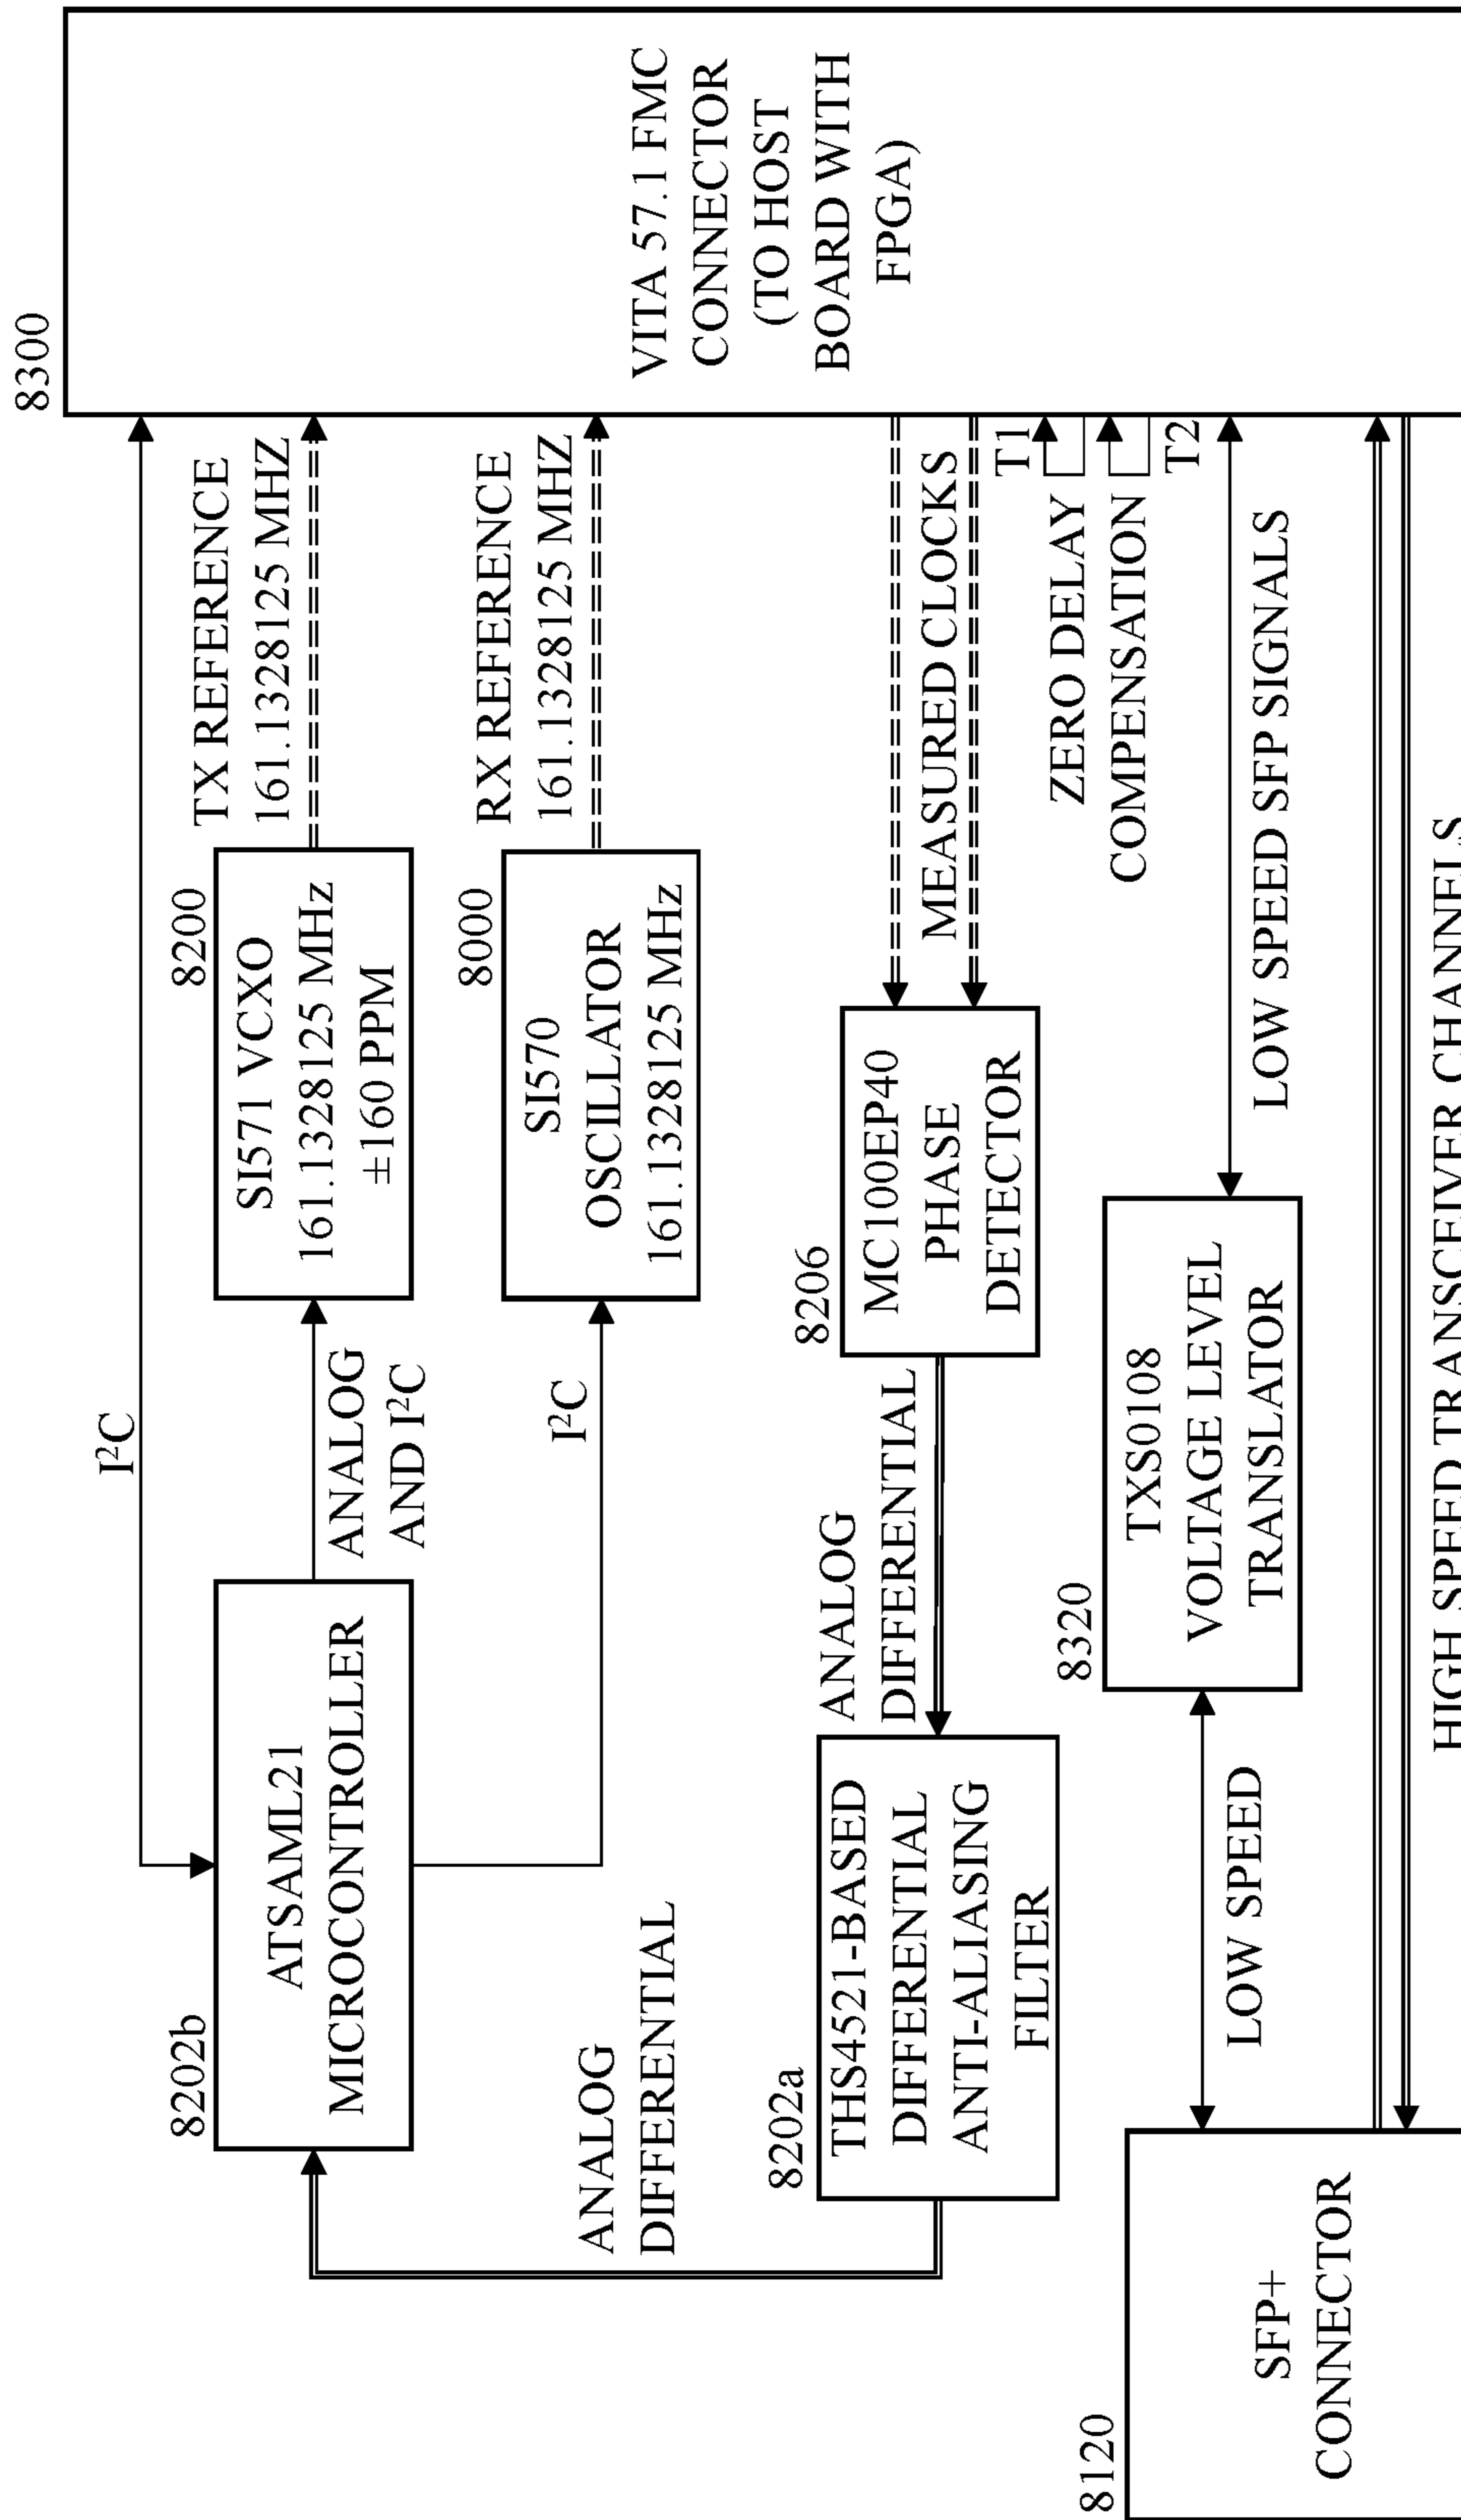 I²C
8300
TX REFERENCE
161.1328125 MHZ
8202b
ATSAML21
MICROCONTROLLER
ANALOG
AND I²C
8200
SI571 VCXO
161.1328125 MHz
±160 PPM
RX REFERENCE
161.1328125 MHZ
I²C
8000
SI570
OSCILLATOR
161.1328125 MHz
VITA 57.1 FMC
CONNECTOR
(TO HOST
BOARD WITH
FPGA)
ANALOG
DIFFERENTIAL
8202a
THS4521-BASED
DIFFERENTIAL
ANTI-ALIASING
FILTER
ANALOG
DIFFERENTIAL
8206
MC100EP40
PHASE
DETECTOR
MEASURED CLOCKS
T1
ZERO DELAY
COMPENSATION
T2
8120
SFP+
CONNECTOR
LOW SPEED
8320
TXS0108
VOLTAGE LEVEL
TRANSLATOR
LOW SPEED SFP SIGNALS
HIGH SPEED TRANSCEIVER CHANNELS